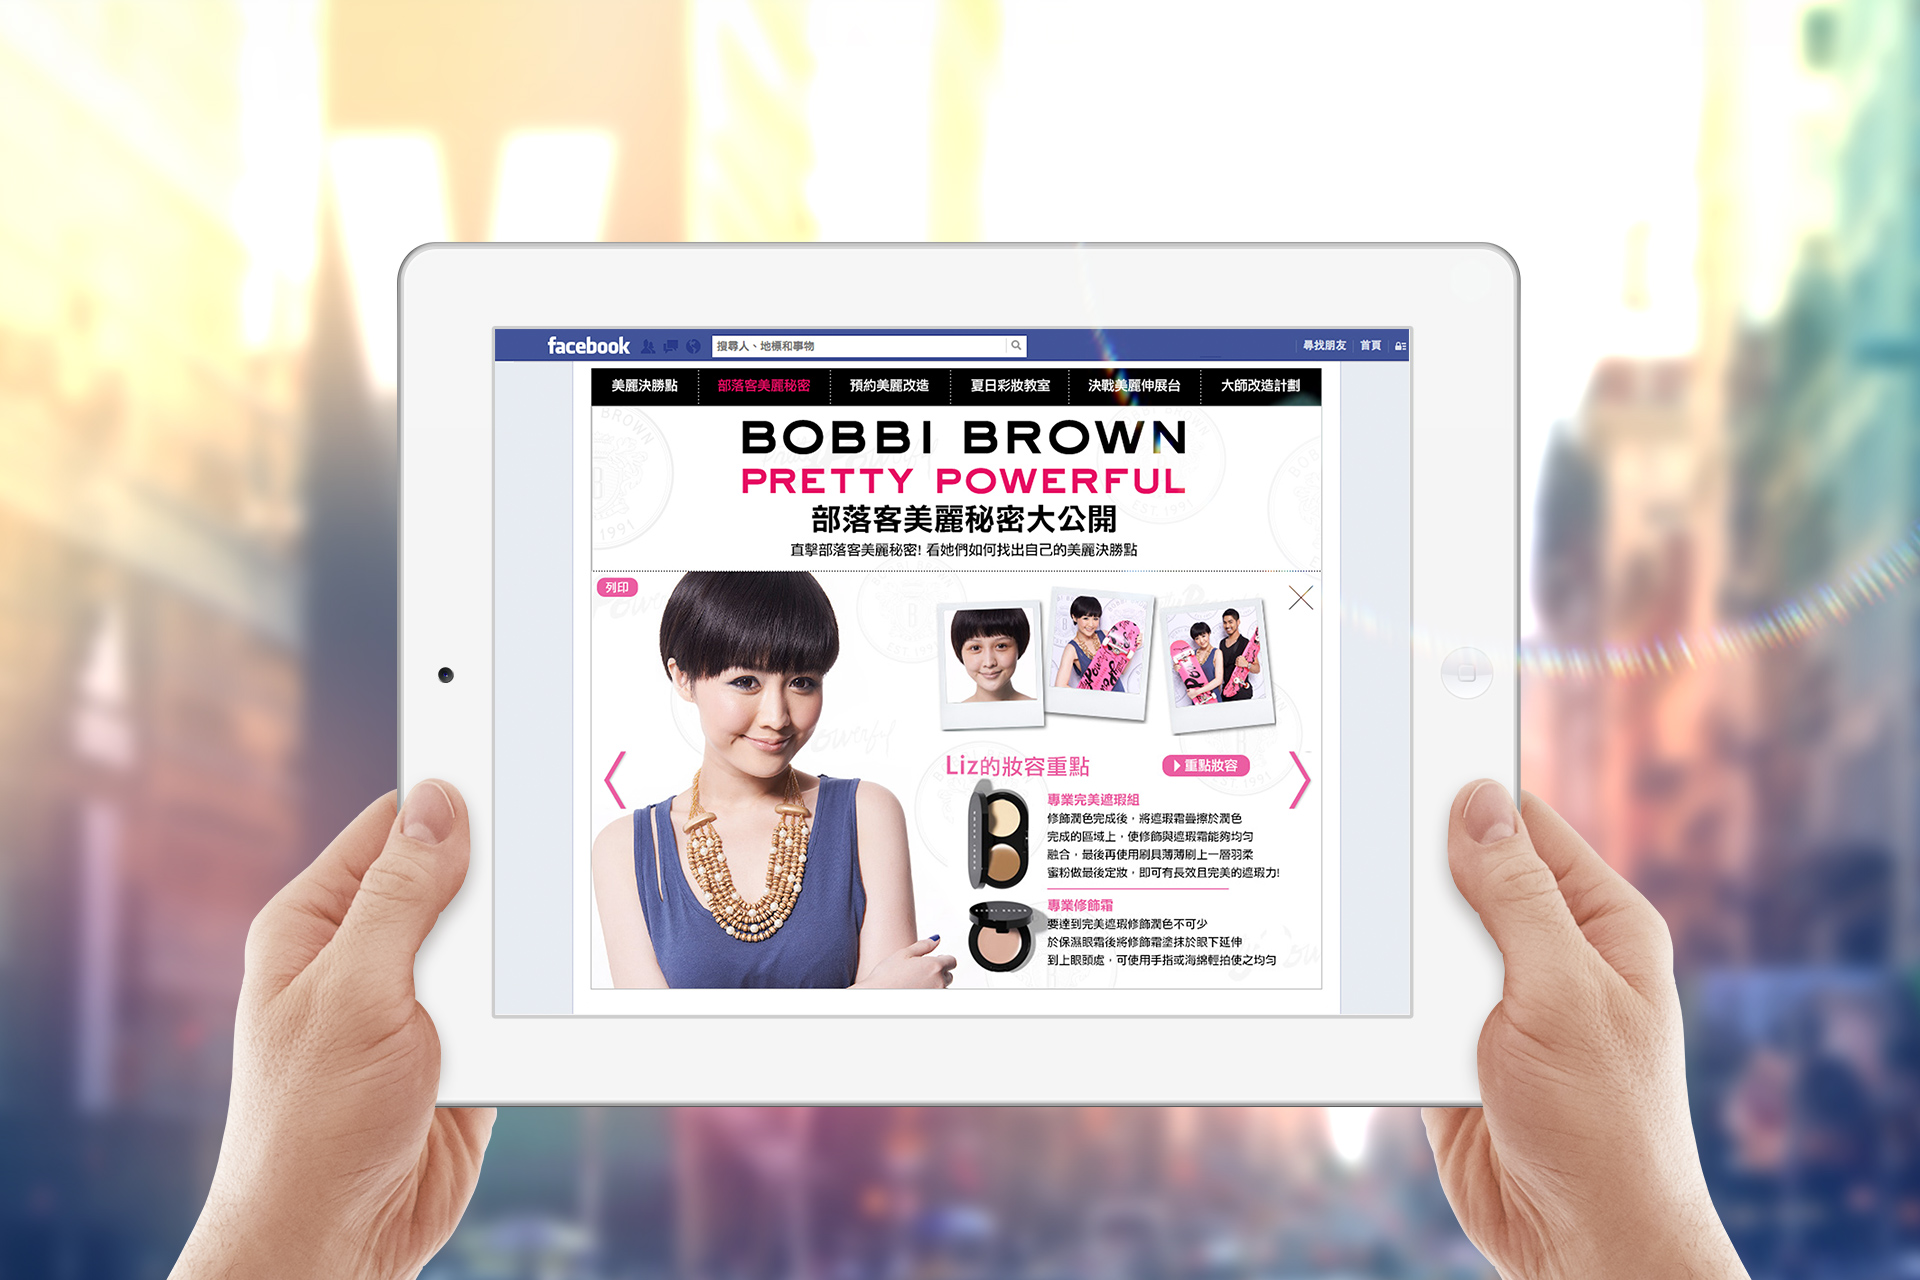 facebook
搜尋人、地標和事物
尋找朋友 首頁
美麗決勝點 部落客美麗秘密 預約美麗改造 夏日彩妝教室 決戰美麗伸展台 大師改造計劃
BOBBI BROWN
PRETTY POWERFUL
部落客美麗秘密大公開
直擊部落客美麗秘密! 看她們如何找出自己的美麗決勝點
列印
Liz的妝容重點
重點妝容
專業完美遮瑕組
修飾潤色完成後，將遮瑕霜疊擦於潤色
完成的區域上，使修飾與遮瑕霜能夠均勻
融合，最後再使用刷具薄薄刷上一層羽柔
蜜粉做最後定妝，即可有長效且完美的遮瑕力!
專業修飾霜
要達到完美遮瑕修飾潤色不可少
於保濕眼霜後將修飾霜塗抹於眼下延伸
到上眼頭處，可使用手指或海綿輕拍使之均勻